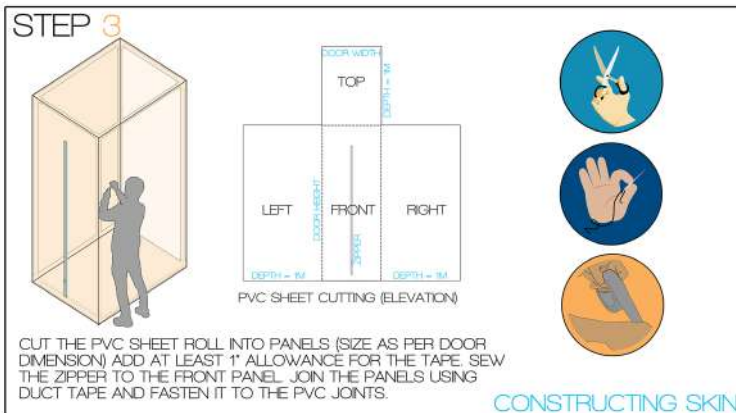 STEP 3
DOOR WIDTH
TOP
DEPTH = 1M
LEFT
DOOR HEIGHT
FRONT
ZIPPER
RIGHT
DEPTH = 1M
DEPTH = 1M
PVC SHEET CUTTING (ELEVATION)
CUT THE PVC SHEET ROLL INTO PANELS (SIZE AS PER DOOR
DIMENSION) ADD AT LEAST 1" ALLOWANCE FOR THE TAPE. SEW
THE ZIPPER TO THE FRONT PANEL. JOIN THE PANELS USING
DUCT TAPE AND FASTEN IT TO THE PVC JOINTS.
CONSTRUCTING SKIN